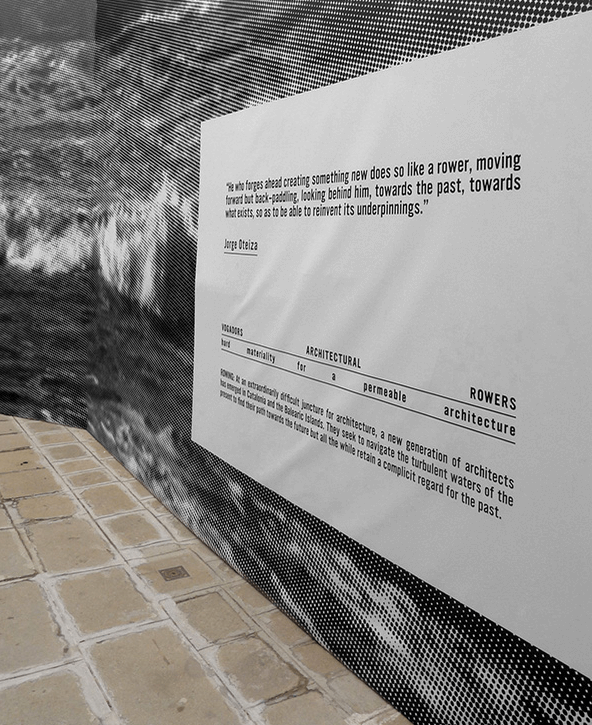 "He who forges ahead creating something new does so like a rower, moving
forward but back-paddling, looking behind him, towards the past, towards
what exists, so as to be able to reinvent its underpinnings."
Jorge Oteiza
VOGADORS ARCHITECTURAL ROWERS
hard materiality for a permeable architecture
ROWING: At an extraordinarily difficult juncture for architecture, a new generation of architects
has emerged in Catalonia and the Balearic Islands. They seek to navigate the turbulent waters of the
present to find their path towards the future but all the while retain a complicit regard for the past.